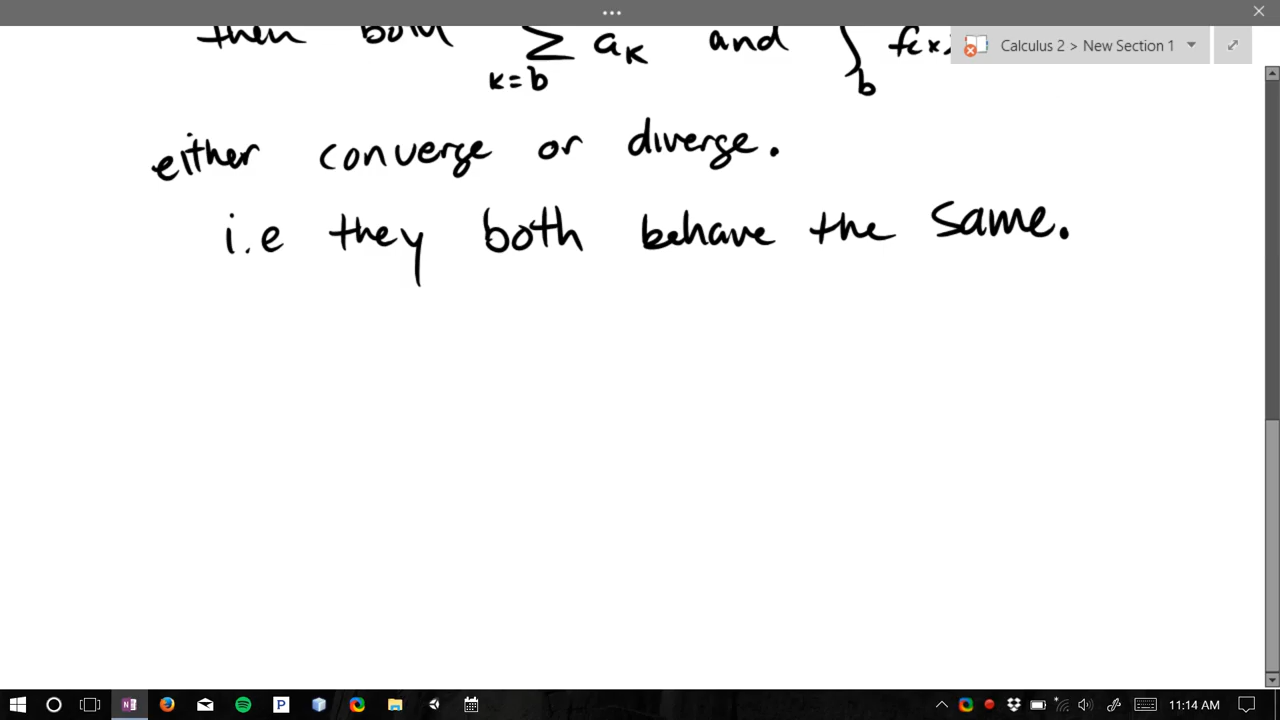 ...
×
then both Σ aₖ and ∫ f(x)
k=b b
Calculus 2 > New Section 1
either converge or diverge.
i.e they both behave the same.
11:14 AM